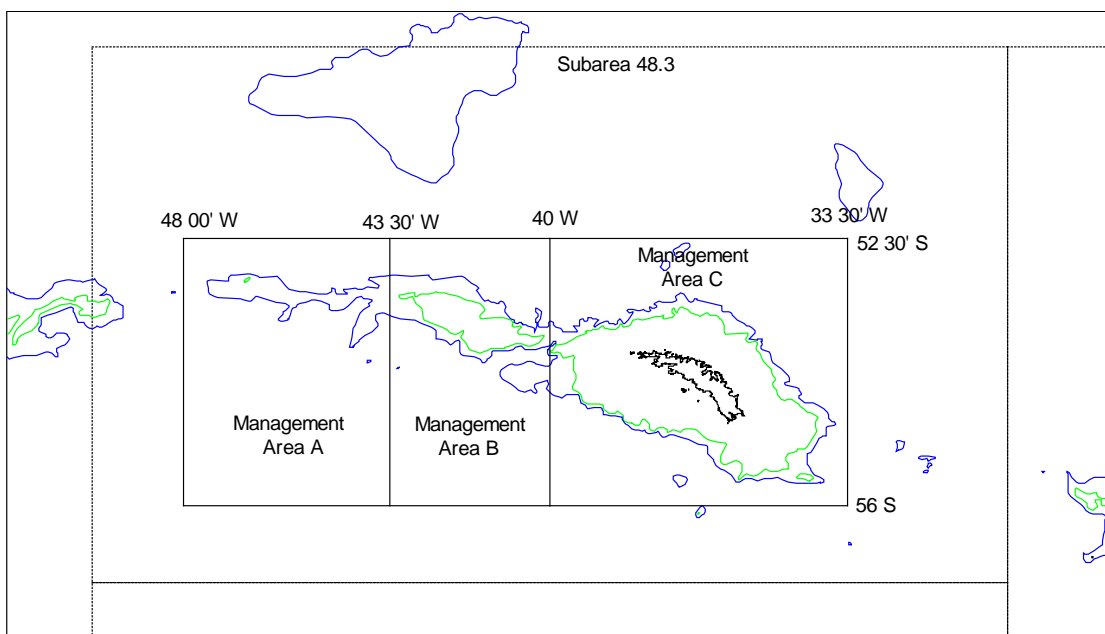 Subarea 48.3
48 00' W
43 30' W
40 W
33 30' W
52 30' S
Management
Area C
Management
Area A
Management
Area B
56 S